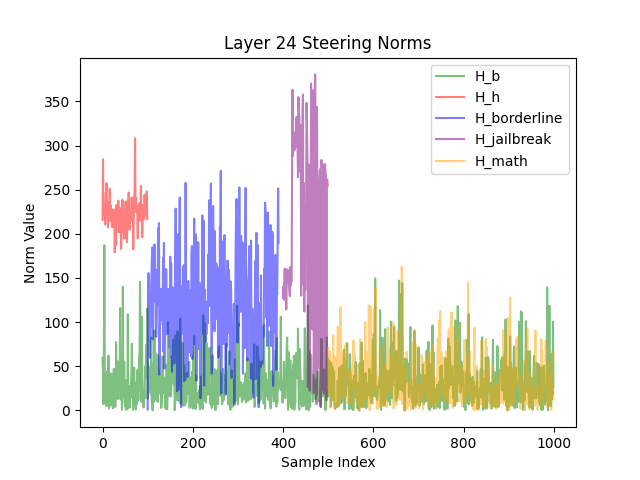 Layer 24 Steering Norms
Norm Value
350
300
250
200
150
100
50
0
0
200
400
600
800
1000
Sample Index
H_b
H_h
H_borderline
H_jailbreak
H_math